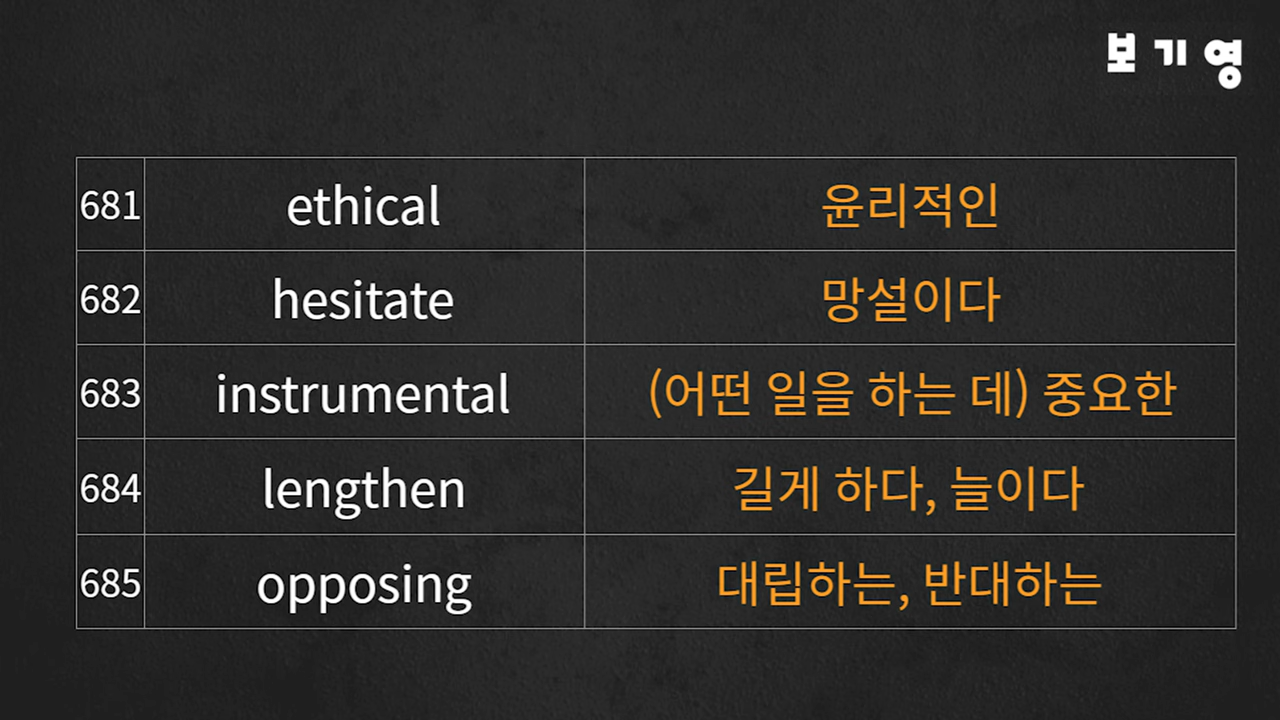 보기영
681 ethical 윤리적인
682 hesitate 망설이다
683 instrumental (어떤 일을 하는 데) 중요한
684 lengthen 길게 하다, 늘이다
685 opposing 대립하는, 반대하는